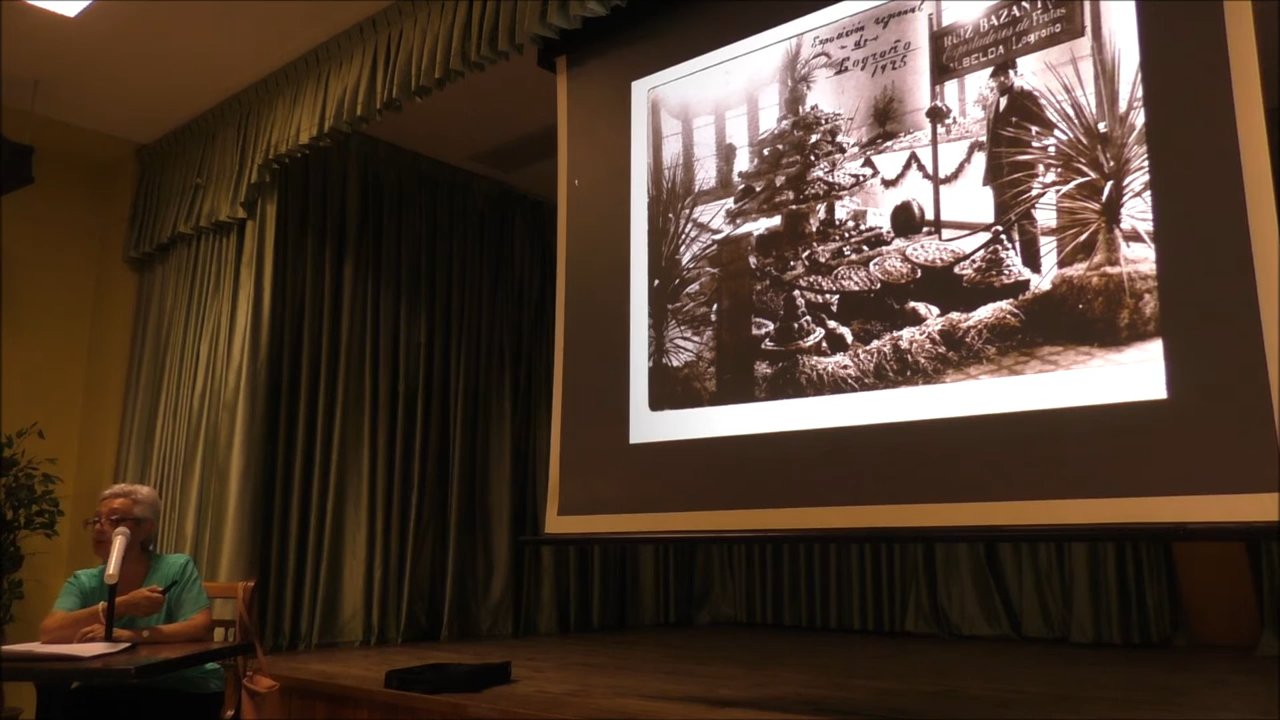 Exposición regional
de
Logroño
1925
RUIZ BAZAN
Exportadores de Frutas
ALBELDA (Logroño)